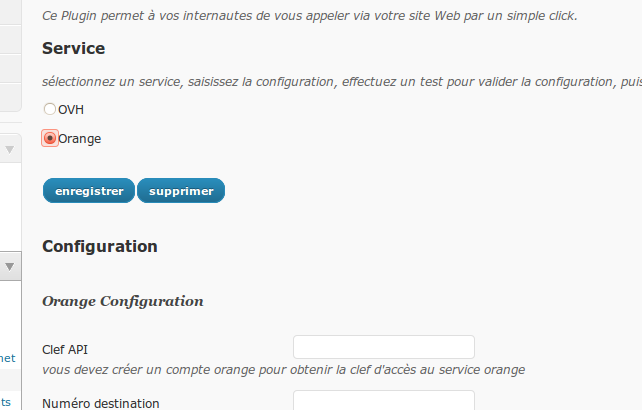 Ce Plugin permet à vos internautes de vous appeler via votre site Web par un simple click.
Service
sélectionnez un service, saisissez la configuration, effectuez un test pour valider la configuration, puis
OVH
Orange
enregistrer supprimer
Configuration
Orange Configuration
Clef API
vous devez créer un compte orange pour obtenir la clef d'accès au service orange
net
Numéro destination
ts